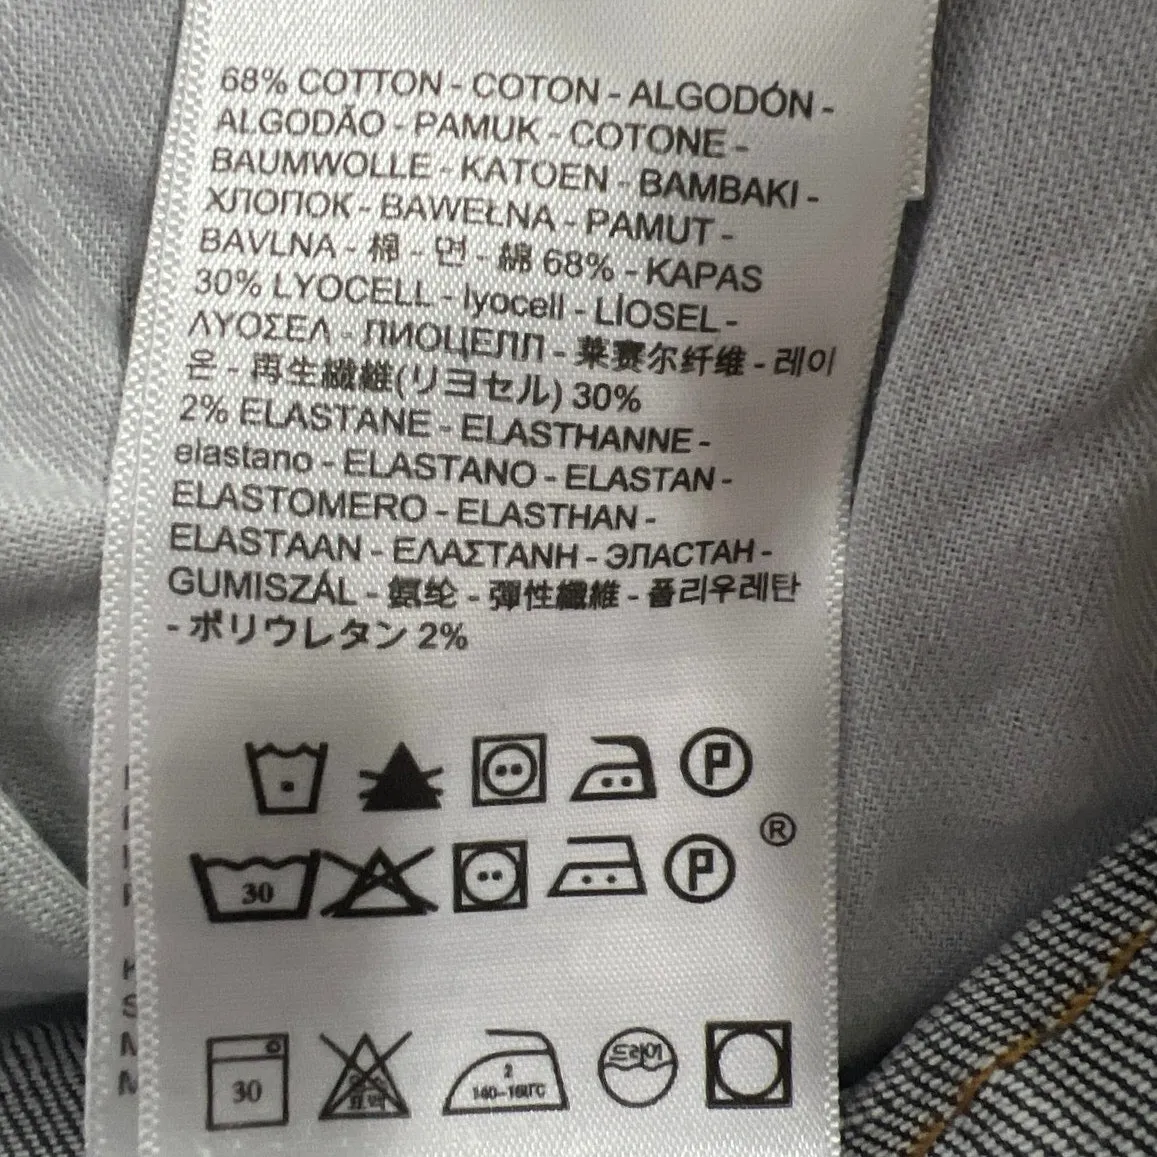 68% COTTON - COTON - ALGODÓN -
ALGODÃO - PAMUK - COTONE -
BAUMWOLLE - KATOEN - BAMBAKI -
ХЛОПОК - BAWEŁNA - PAMUT -
BAVLNA - 棉 - 면 - 綿 68% - KAPAS
30% LYOCELL - lyocell - LİOSEL -
ΛΥΟΣΕΛ - ЛИОЦЕЛЛ - 莱赛尔纤维 - 레이
온 - 再生繊維(リヨセル) 30%
2% ELASTANE - ELASTHANNE -
elastano - ELASTANO - ELASTAN -
ELASTOMERO - ELASTHAN -
ELASTAAN - ΕΛΑΣΤΑΝΗ - ЭЛАСТАН -
GUMISZÁL - 氨纶 - 彈性纖維 - 폴리우레탄
- ポリウレタン 2%
P
®
30 P
30 표백 2 140-160°C 드라이